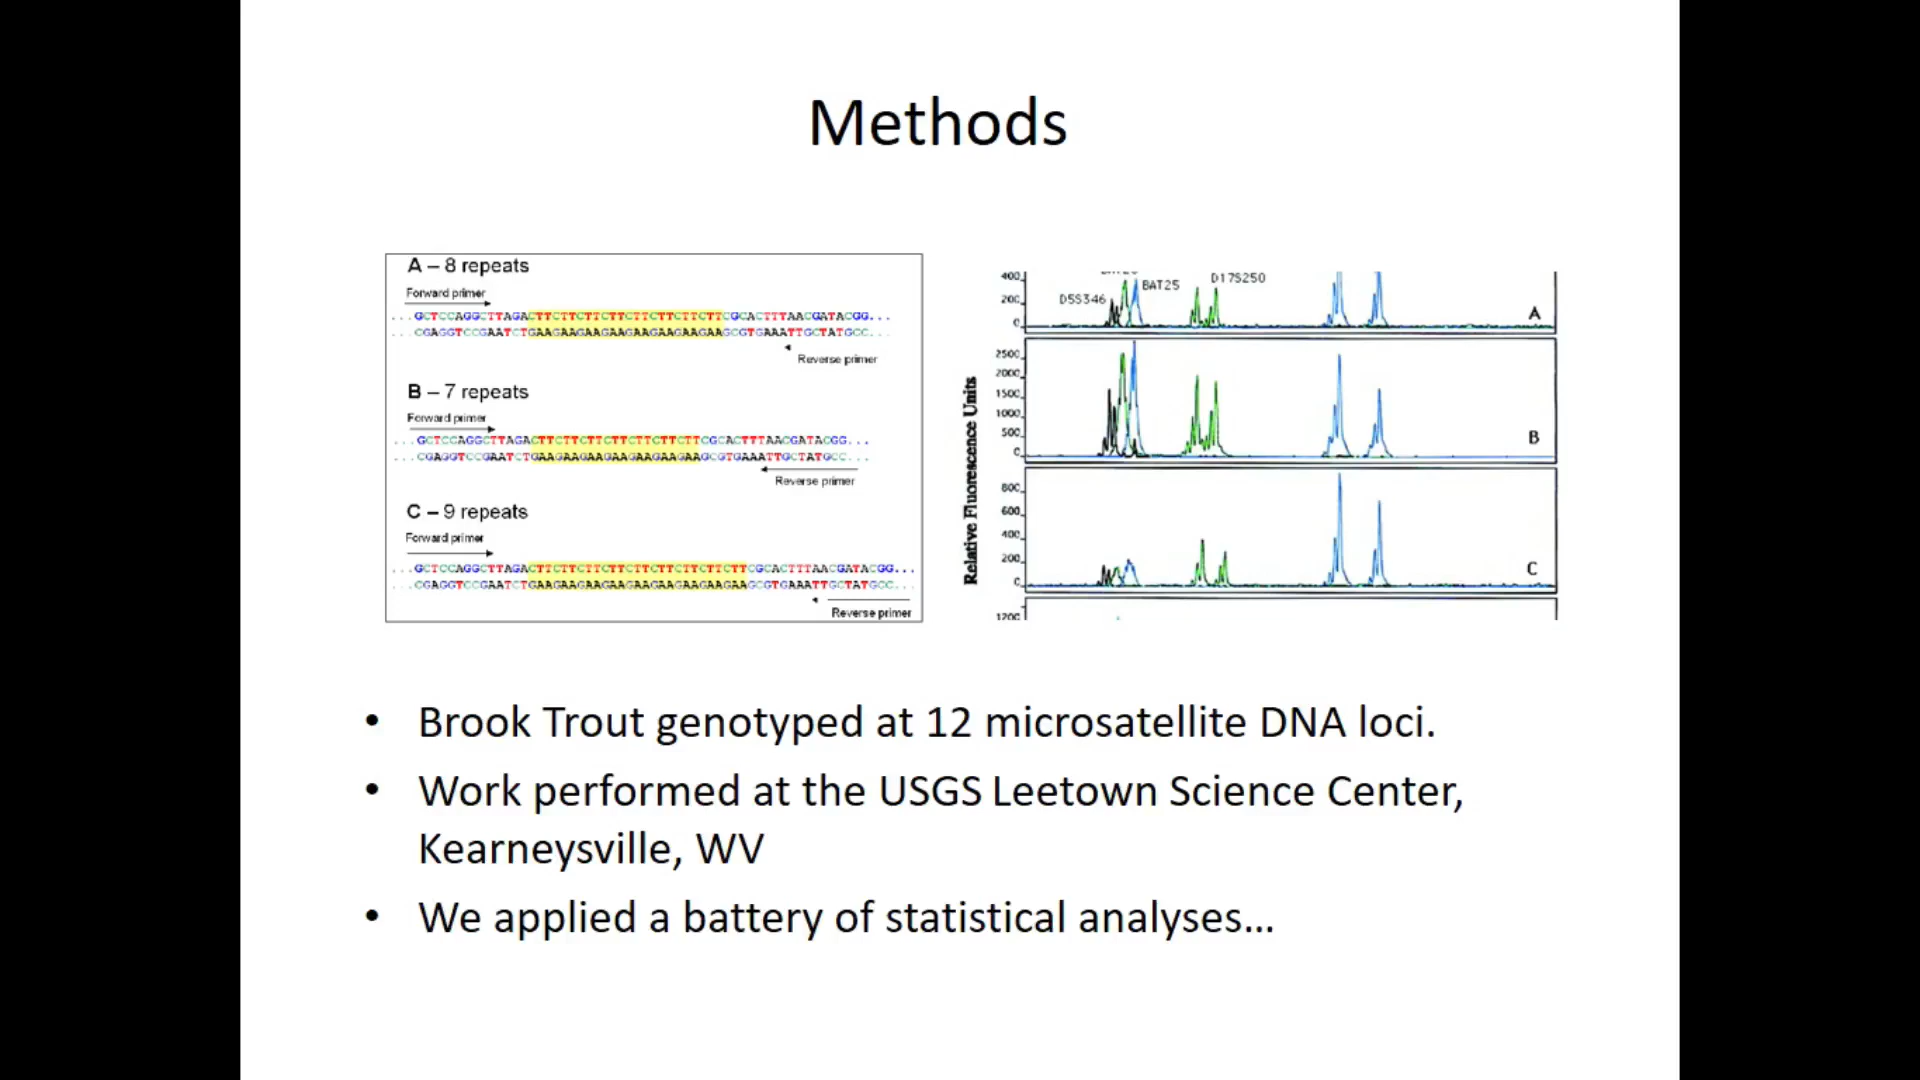 Methods
A – 8 repeats
Forward primer
...GCTCCAGGCTTAGACTTCTTCTTCTTCTTCTTCTTCTTCGCACTTTAACGATACGG...
...CGAGGTCCGAATCTGAAGAAGAAGAAGAAGAAGAAGAAGCGTGAAATTGCTATGCC...
Reverse primer
B – 7 repeats
Forward primer
...GCTCCAGGCTTAGACTTCTTCTTCTTCTTCTTCTTCGCACTTTAACGATACGG...
...CGAGGTCCGAATCTGAAGAAGAAGAAGAAGAAGAAGCGTGAAATTGCTATGCC...
Reverse primer
C – 9 repeats
Forward primer
...GCTCCAGGCTTAGACTTCTTCTTCTTCTTCTTCTTCTTCTTCGCACTTTAACGATACGG...
...CGAGGTCCGAATCTGAAGAAGAAGAAGAAGAAGAAGAAGAAGCGTGAAATTGCTATGCC...
Reverse primer
Relative Fluorescence Units
400
200
0
D5S346
BAT25
D17S250
A
2500
2000
1500
1000
500
0
B
800
600
400
200
0
C
1200
• Brook Trout genotyped at 12 microsatellite DNA loci.
• Work performed at the USGS Leetown Science Center,
Kearneysville, WV
• We applied a battery of statistical analyses…